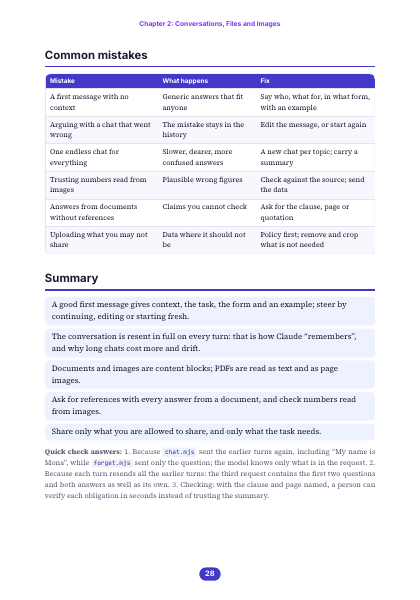 Chapter 2: Conversations, Files and Images
Common mistakes
Mistake What happens Fix
A first message with no context Generic answers that fit anyone Say who, what for, in what form, with an example
Arguing with a chat that went wrong The mistake stays in the history Edit the message, or start again
One endless chat for everything Slower, dearer, more confused answers A new chat per topic; carry a summary
Trusting numbers read from images Plausible wrong figures Check against the source; send the data
Answers from documents without references Claims you cannot check Ask for the clause, page or quotation
Uploading what you may not share Data where it should not be Policy first; remove and crop what is not needed
Summary
A good first message gives context, the task, the form and an example; steer by
continuing, editing or starting fresh.
The conversation is resent in full on every turn: that is how Claude “remembers”,
and why long chats cost more and drift.
Documents and images are content blocks; PDFs are read as text and as page
images.
Ask for references with every answer from a document, and check numbers read
from images.
Share only what you are allowed to share, and only what the task needs.
Quick check answers: 1. Because chat.mjs sent the earlier turns again, including “My name is
Mona”, while forget.mjs sent only the question; the model knows only what is in the request. 2.
Because each turn resends all the earlier turns: the third request contains the first two questions
and both answers as well as its own. 3. Checking: with the clause and page named, a person can
verify each obligation in seconds instead of trusting the summary.
28